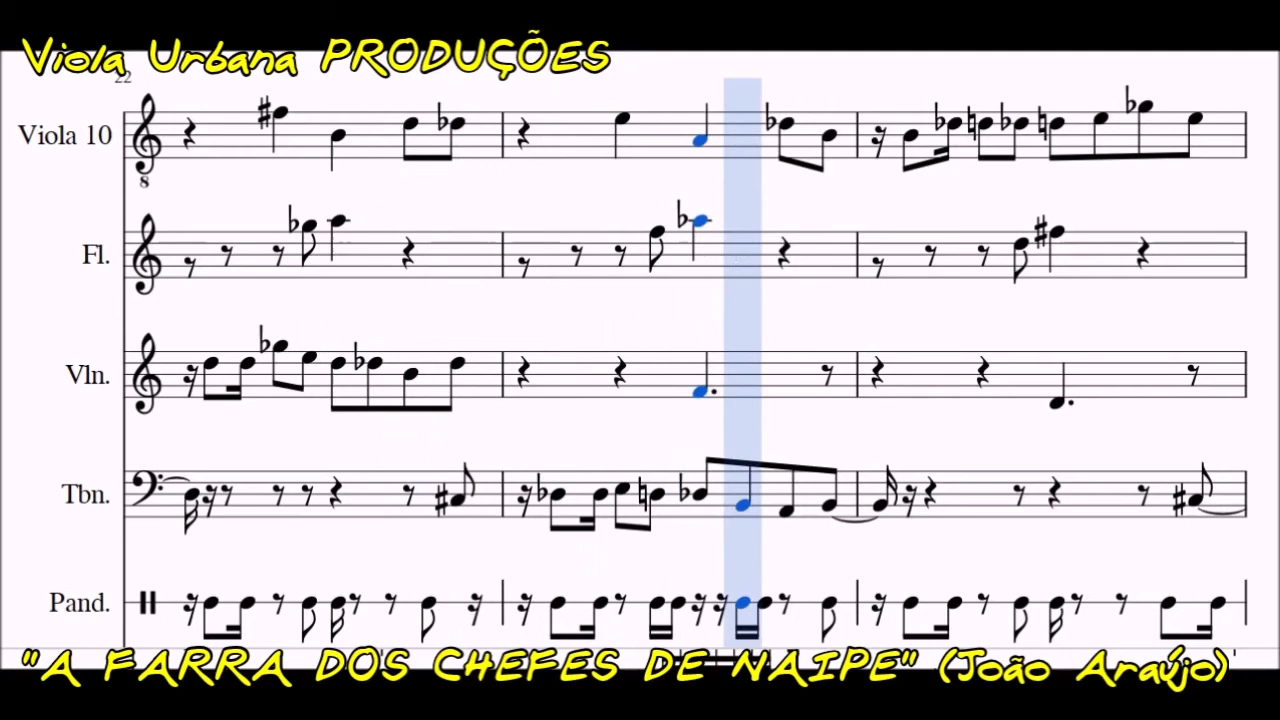 Viola Urbana PRODUÇÕES
22
Viola 10
8
Fl.
Vln.
Tbn.
Pand.
"A FARRA DOS CHEFES DE NAIPE" (João Araújo)